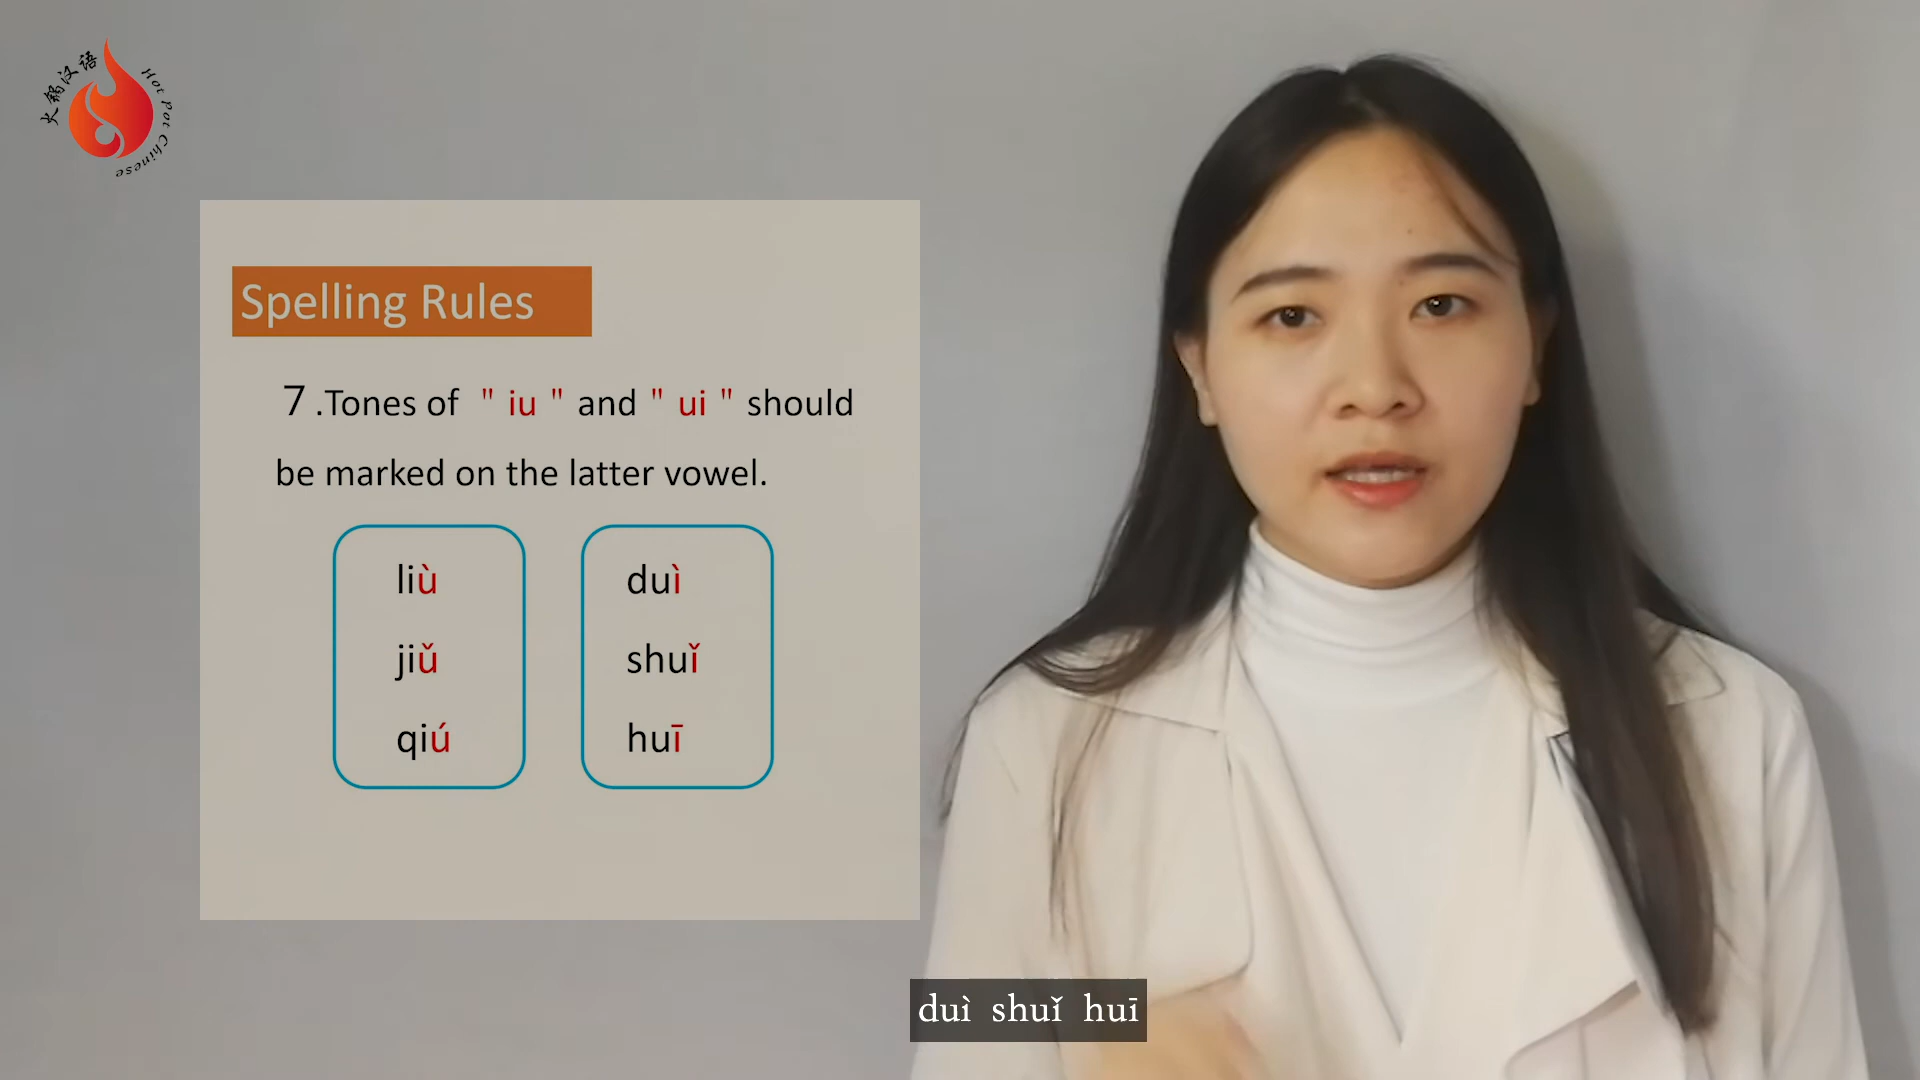 火锅汉语
Hot Pot Chinese
Spelling Rules
7.Tones of " iu " and " ui " should
be marked on the latter vowel.
liù
jiǔ
qiú
duì
shuǐ
huī
duì shuǐ huī